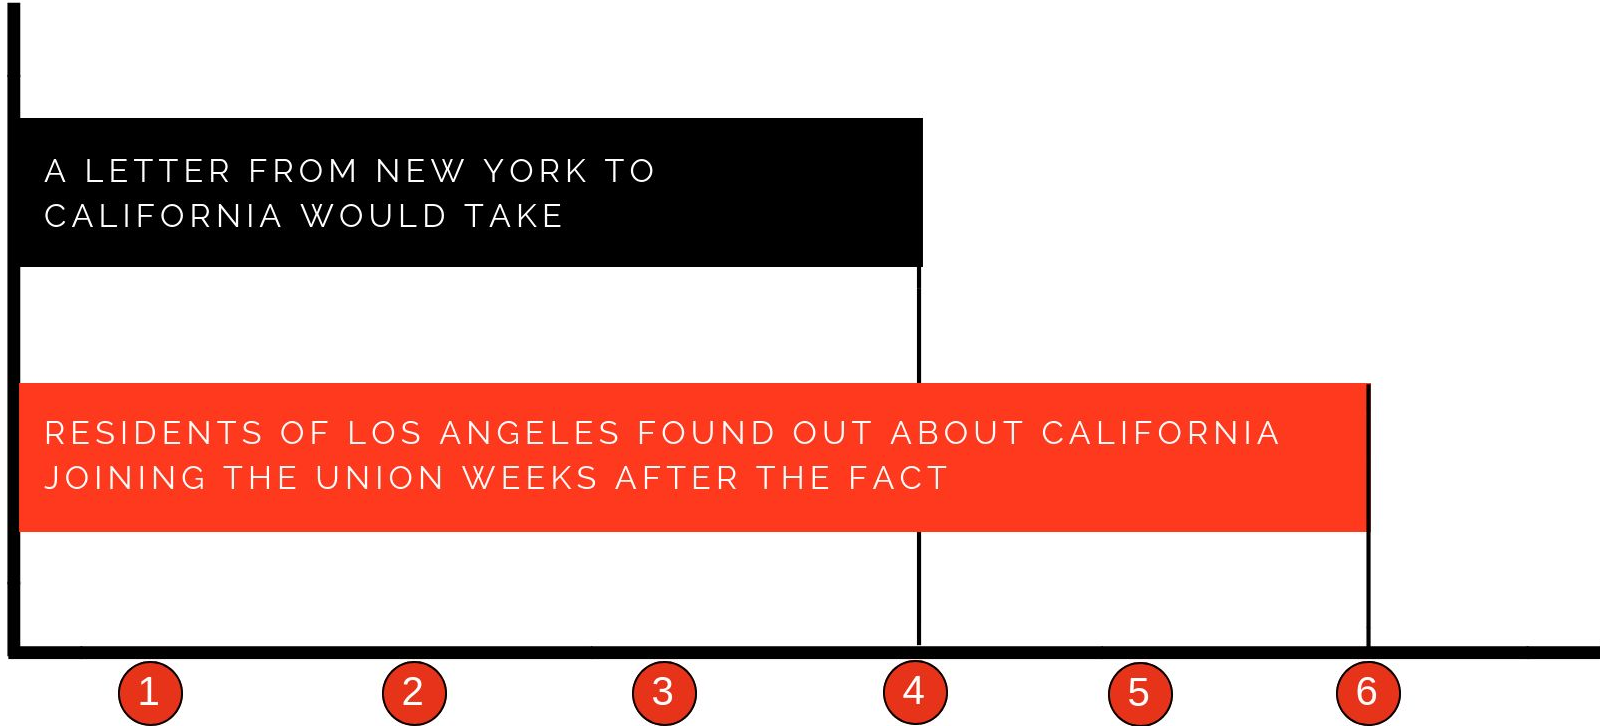 A LETTER FROM NEW YORK TO
CALIFORNIA WOULD TAKE
RESIDENTS OF LOS ANGELES FOUND OUT ABOUT CALIFORNIA
JOINING THE UNION WEEKS AFTER THE FACT
1 2 3 4 5 6